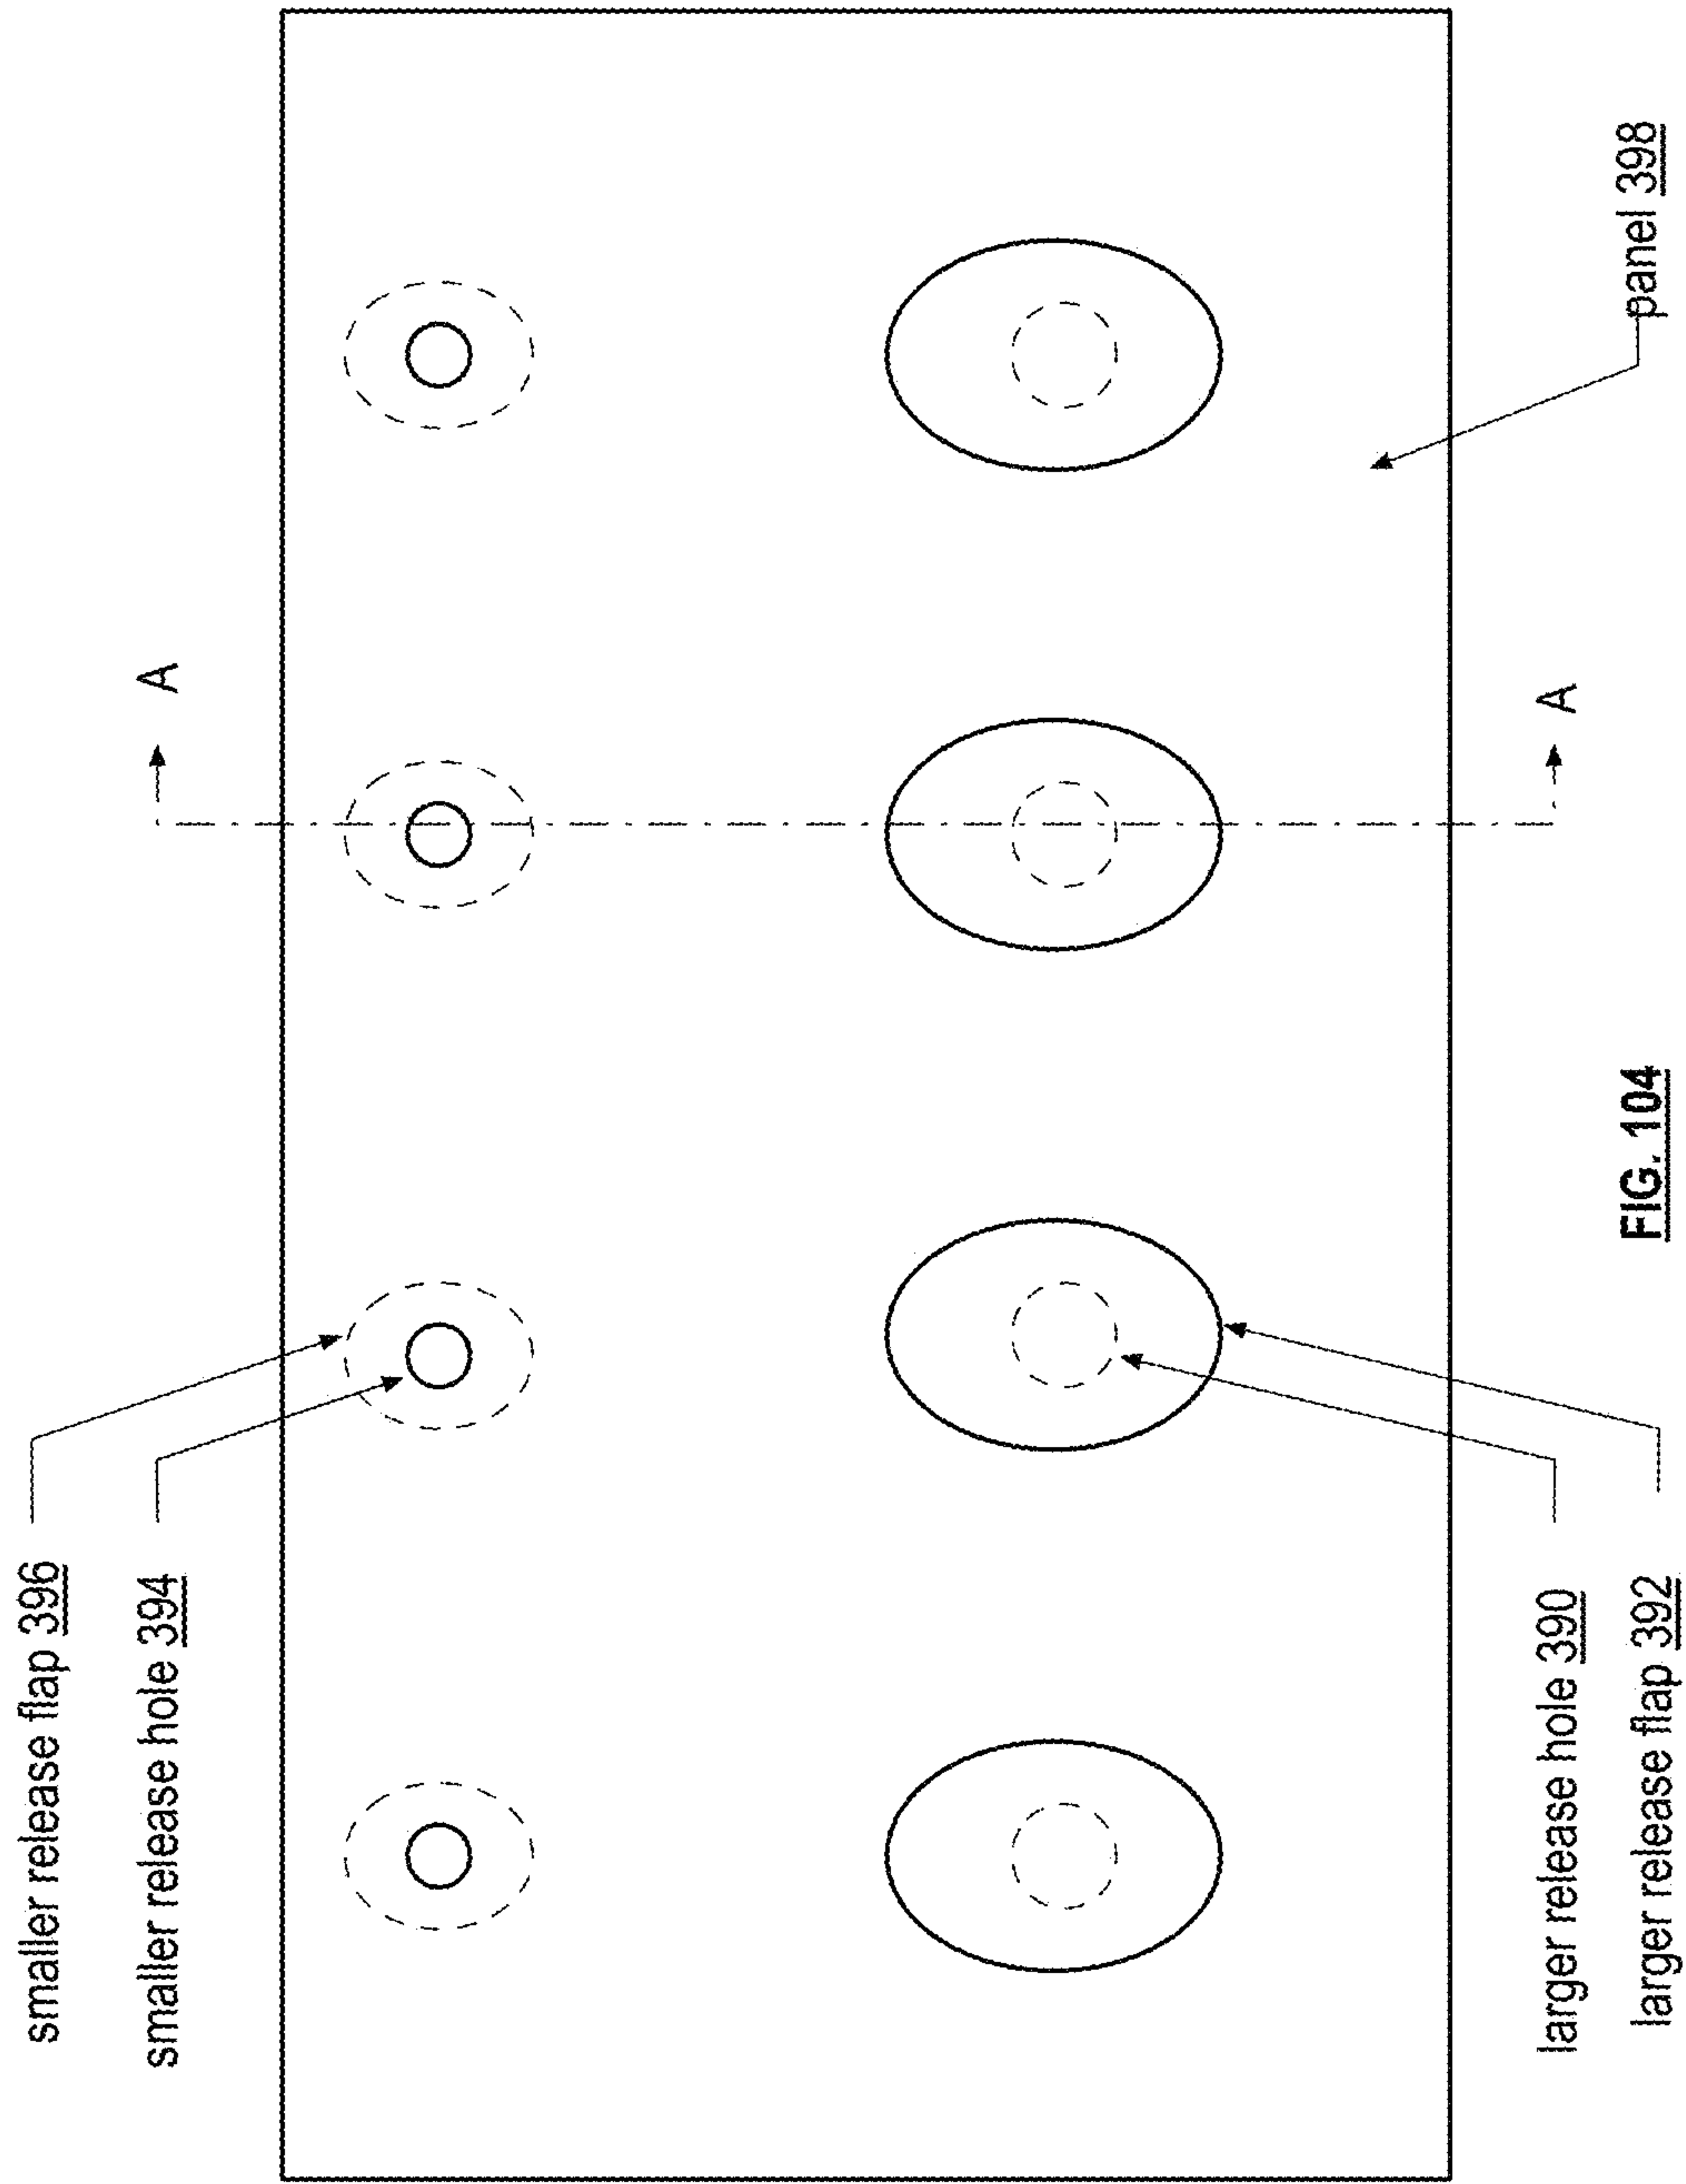 smaller release flap 396
smaller release hole 394
A
A
larger release hole 390
larger release flap 392
FIG. 104
panel 398